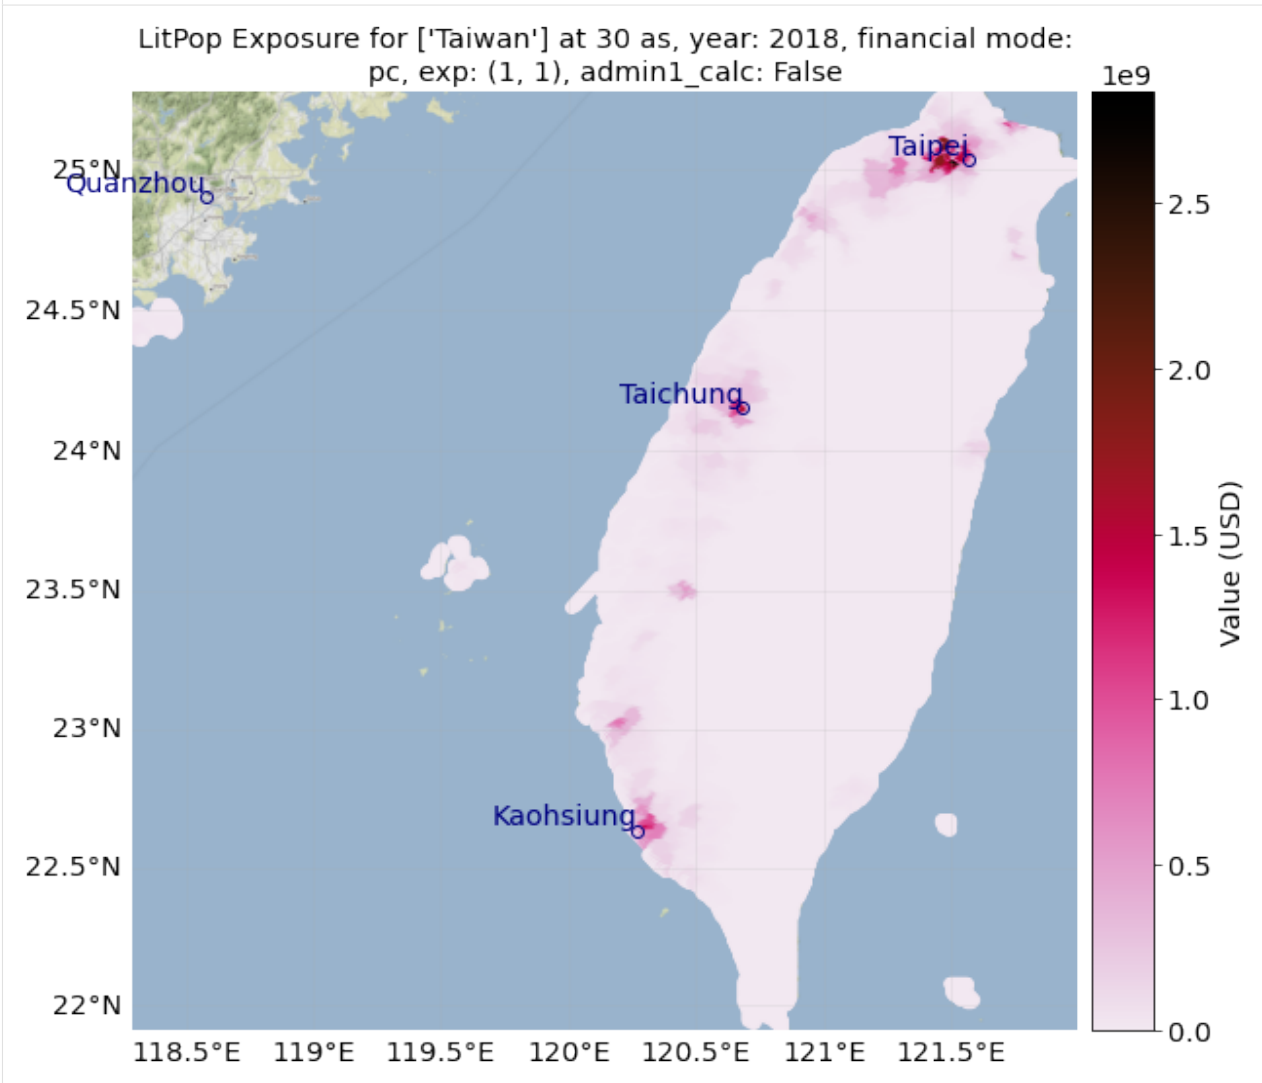 LitPop Exposure for ['Taiwan'] at 30 as, year: 2018, financial mode:
pc, exp: (1, 1), admin1_calc: False
1e9
Taipei
25°N
Quanzhou
2.5
24.5°N
2.0
Taichung
24°N
Value (USD)
1.5
23.5°N
23°N
1.0
Kaohsiung
22.5°N
0.5
22°N
0.0
118.5°E 119°E 119.5°E 120°E 120.5°E 121°E 121.5°E